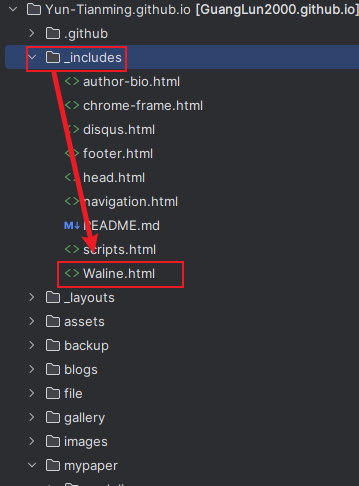 Yun-Tianming.github.io [GuangLun2000.github.io]
.github
_includes
author-bio.html
chrome-frame.html
disqus.html
footer.html
head.html
navigation.html
M↓ README.md
scripts.html
Waline.html
_layouts
assets
backup
blogs
file
gallery
images
mypaper